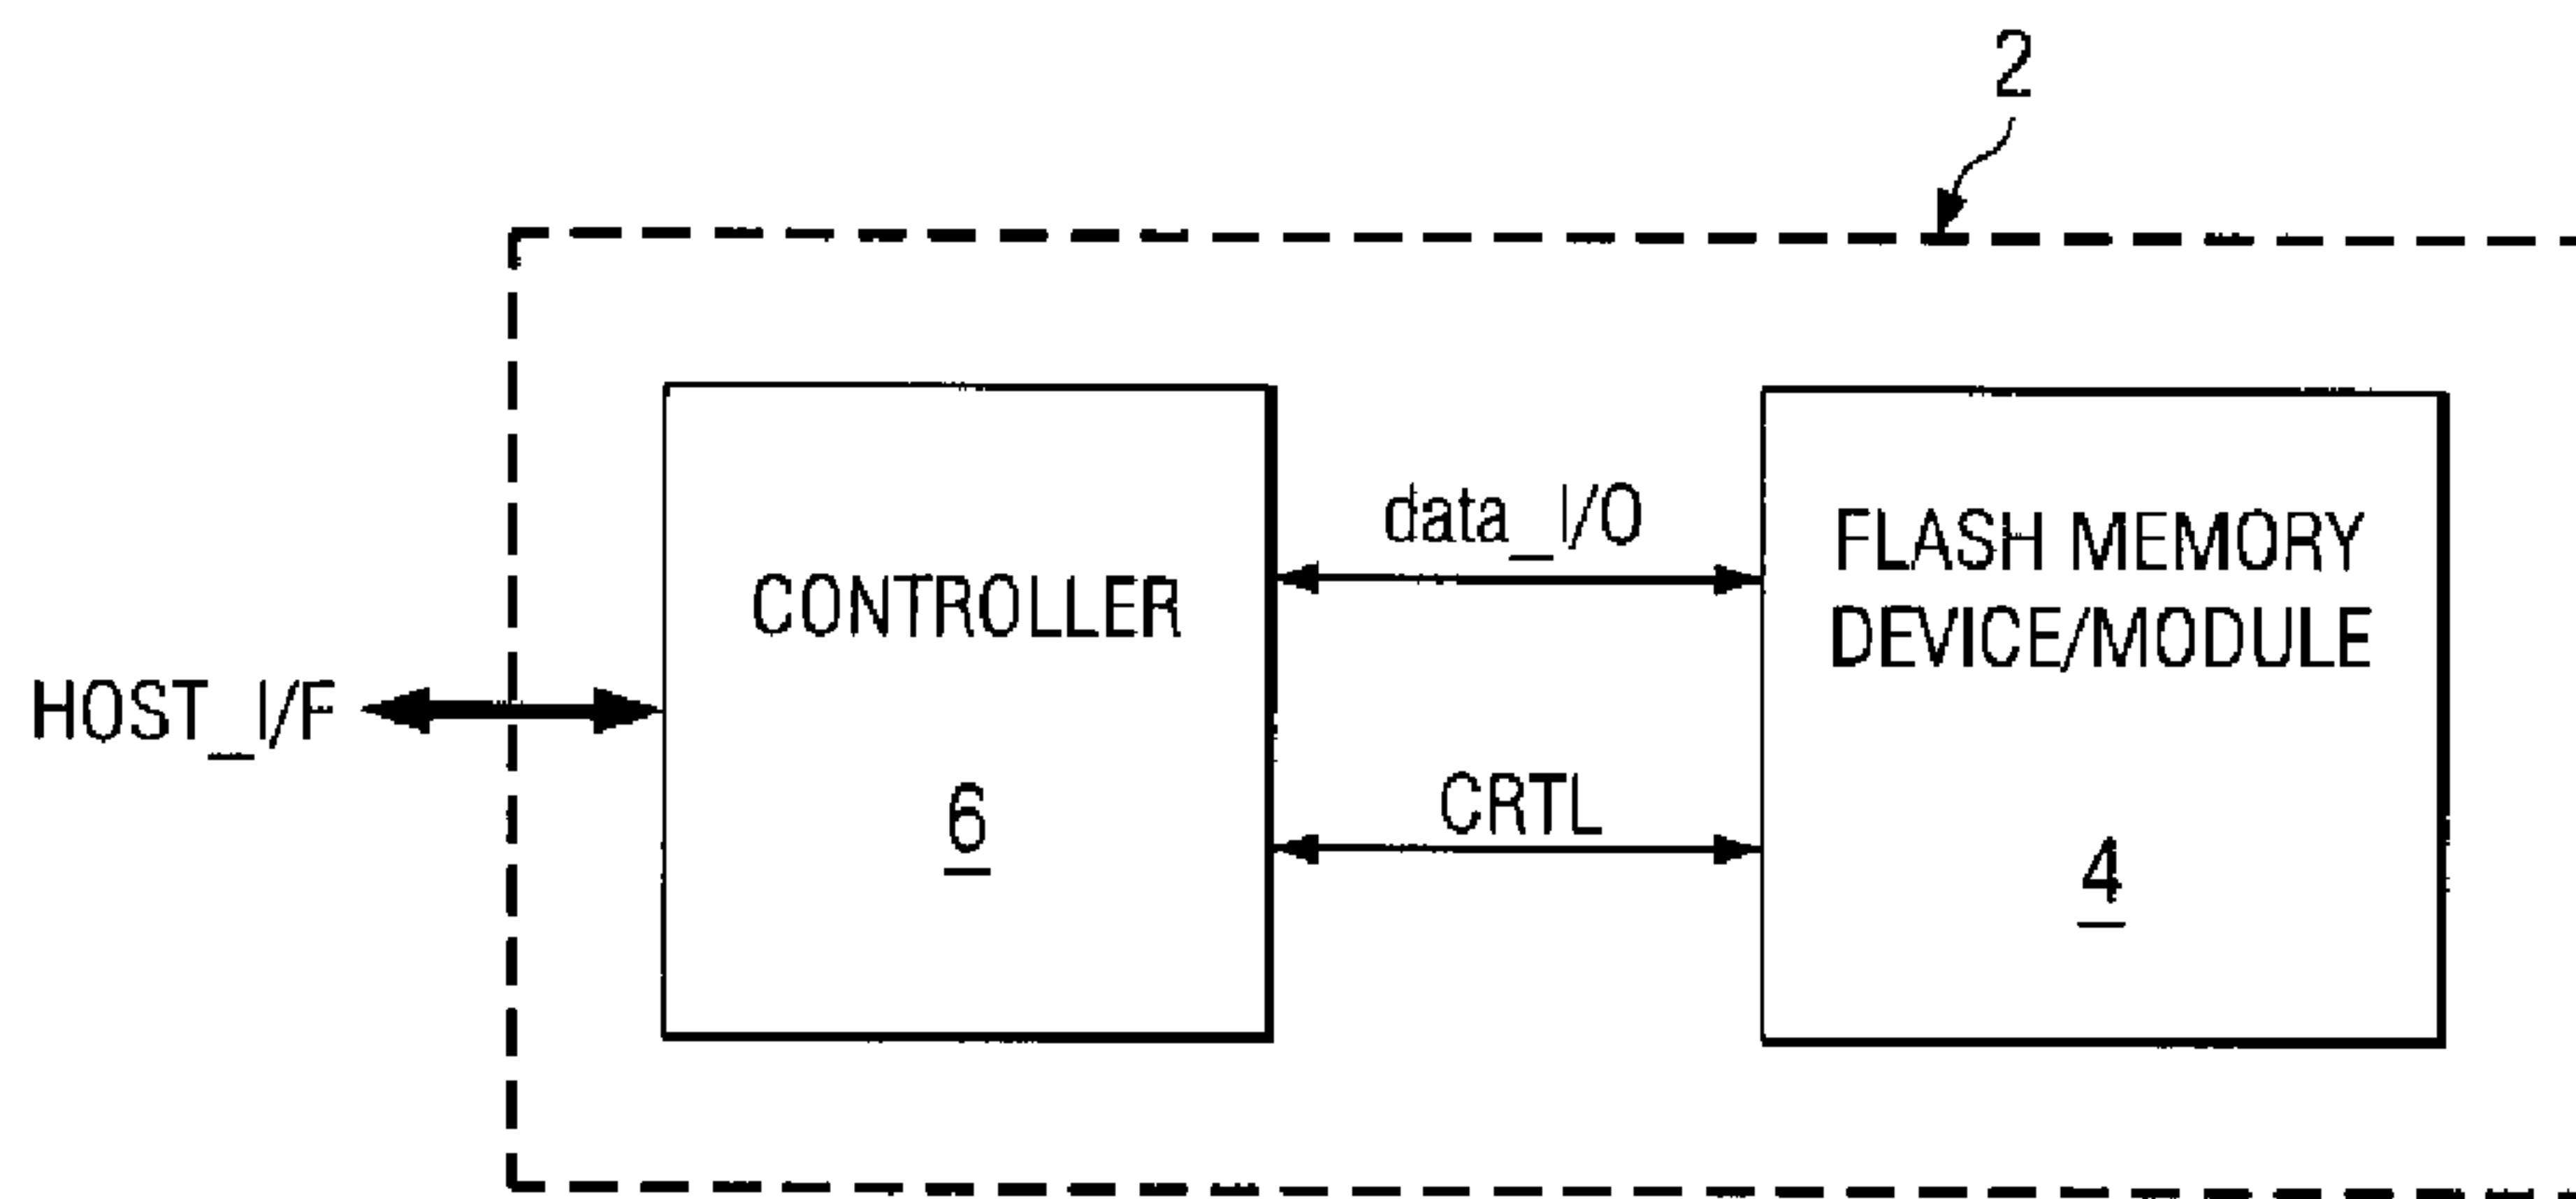 2
data_I/O
FLASH MEMORY
DEVICE/MODULE
CONTROLLER
HOST_I/F
CRTL
6
4